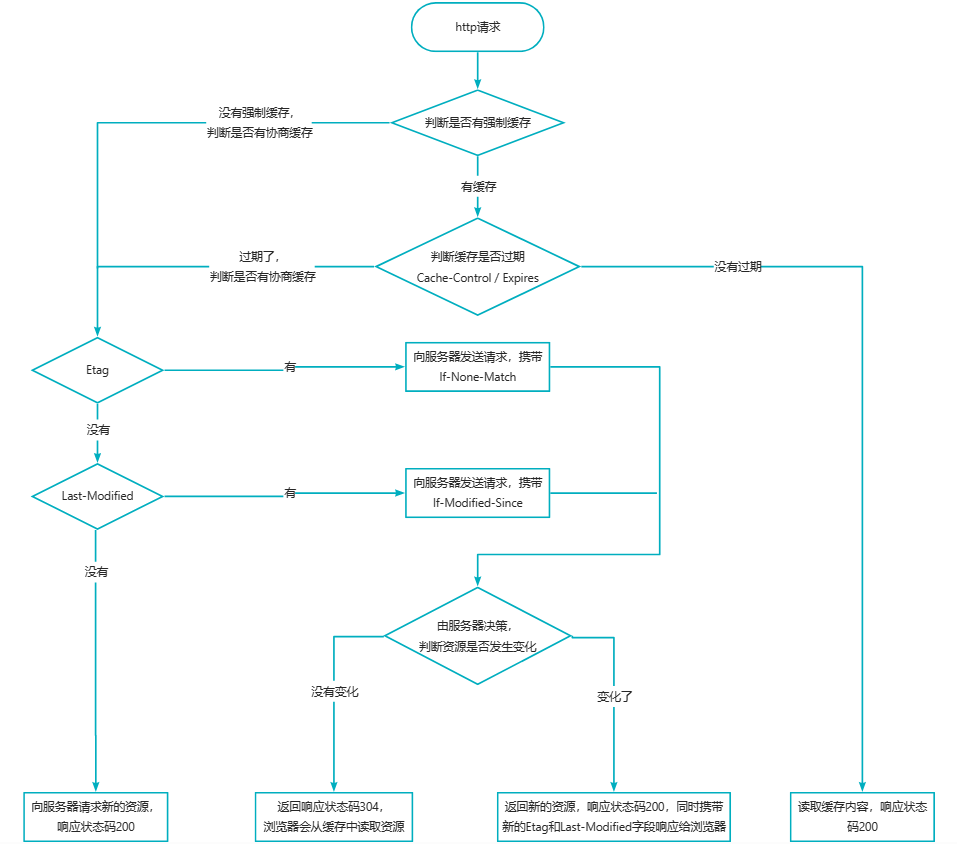 http请求
没有强制缓存，
判断是否有协商缓存
判断是否有强制缓存
有缓存
过期了，
判断是否有协商缓存
判断缓存是否过期
Cache-Control / Expires
没有过期
Etag
有
向服务器发送请求，携带
If-None-Match
没有
Last-Modified
有
向服务器发送请求，携带
If-Modified-Since
没有
由服务器决策，
判断资源是否发生变化
没有变化
变化了
向服务器请求新的资源，
响应状态码200
返回响应状态码304，
浏览器会从缓存中读取资源
返回新的资源，响应状态码200，同时携带
新的Etag和Last-Modified字段响应给浏览器
读取缓存内容，响应状态
码200